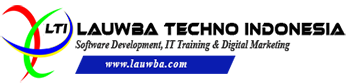 LTI LAUWBA TECHNO INDONESIA
Software Development, IT Training & Digital Marketing
www.lauwba.com